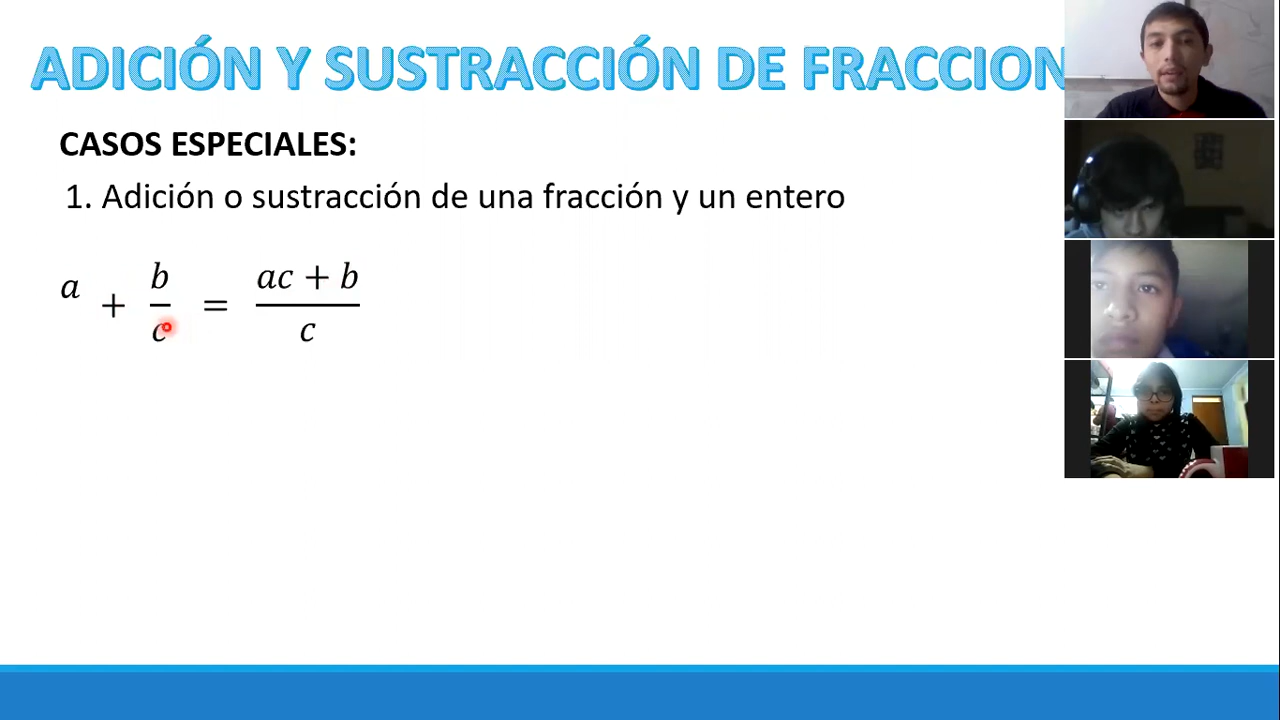 ADICIÓN Y SUSTRACCIÓN DE FRACCION
CASOS ESPECIALES:
1. Adición o sustracción de una fracción y un entero
a + b/c = (ac + b)/c